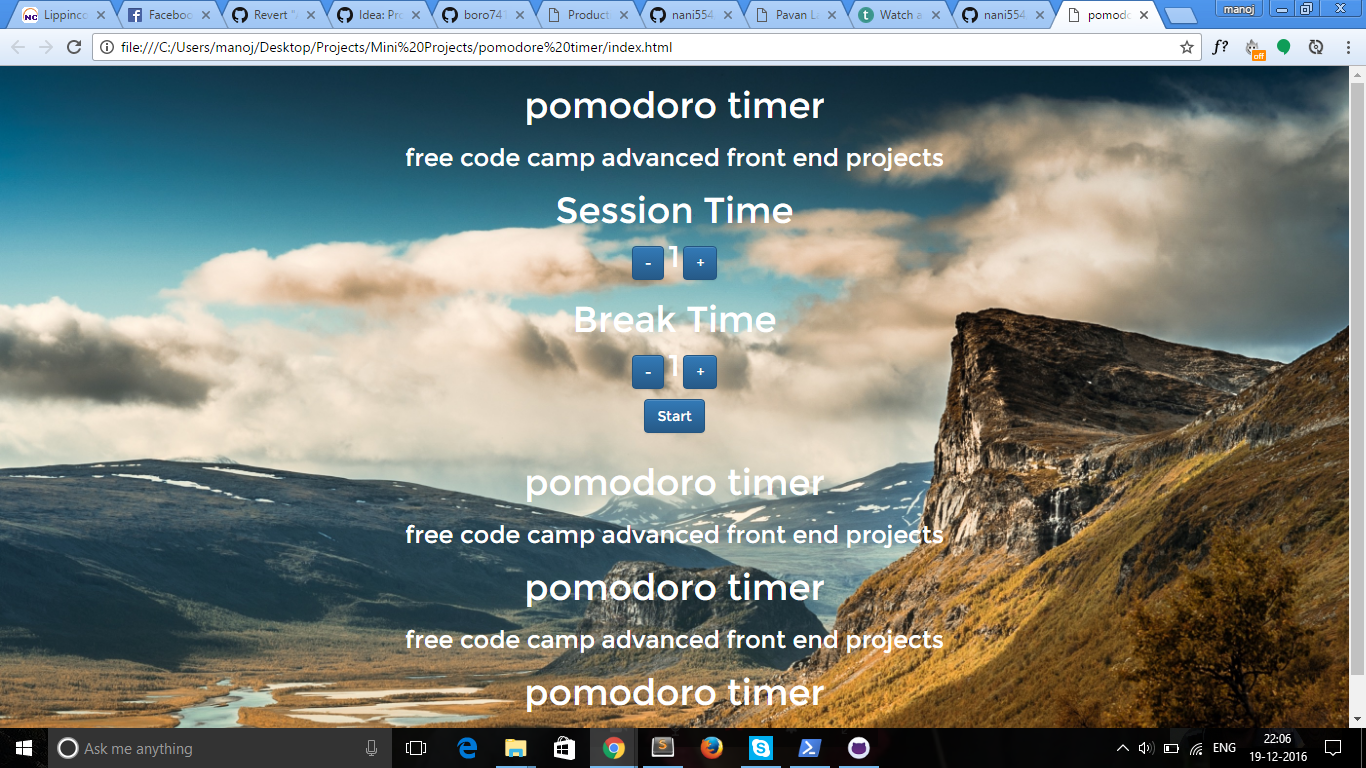 Lippinco
Faceboo
Revert "A
Idea: Pro
boro741
Producti
nani554
Pavan L
Watch a
nani554
pomodo
manoj
file:///C:/Users/manoj/Desktop/Projects/Mini%20Projects/pomodore%20timer/index.html
f?
off
pomodoro timer
free code camp advanced front end projects
Session Time
- 1 +
Break Time
- 1 +
Start
pomodoro timer
free code camp advanced front end projects
pomodoro timer
free code camp advanced front end projects
pomodoro timer
Ask me anything
ENG
22:06
19-12-2016